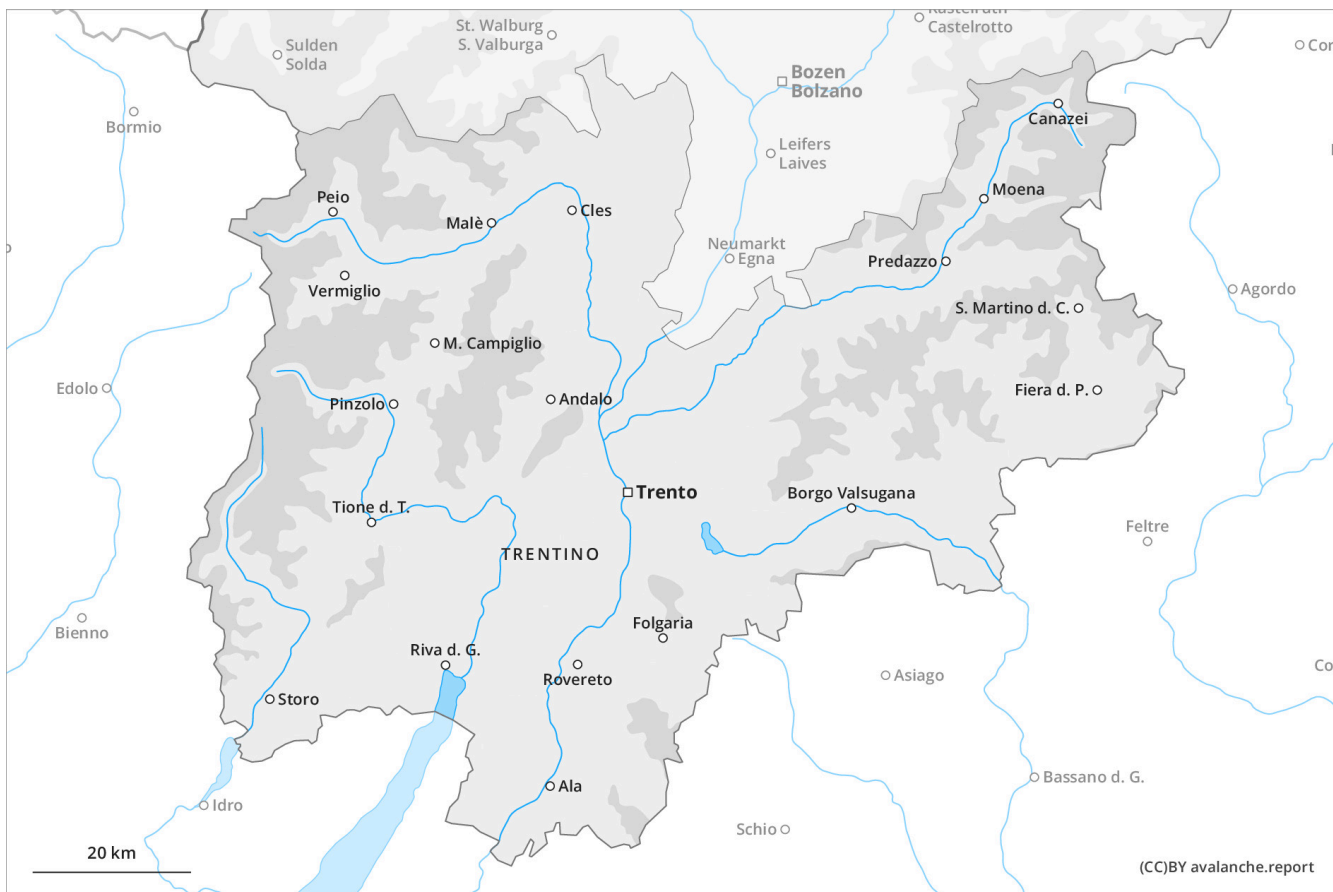 Kastelruth
Castelrotto
St. Walburg
S. Valburga
Sulden
Solda
Cor
Bozen
Bolzano
Bormio
Canazei
Leifers
Laives
Moena
Peio
Malè
Cles
Neumarkt
Egna
Predazzo
Vermiglio
Agordo
S. Martino d. C.
M. Campiglio
Edolo
Pinzolo
Andalo
Fiera d. P.
Trento
Borgo Valsugana
Tione d. T.
Feltre
TRENTINO
Bienno
Folgaria
Riva d. G.
Rovereto
Asiago
Co
Storo
Ala
Bassano d. G.
Idro
Schio
20 km
(CC)BY avalanche.report